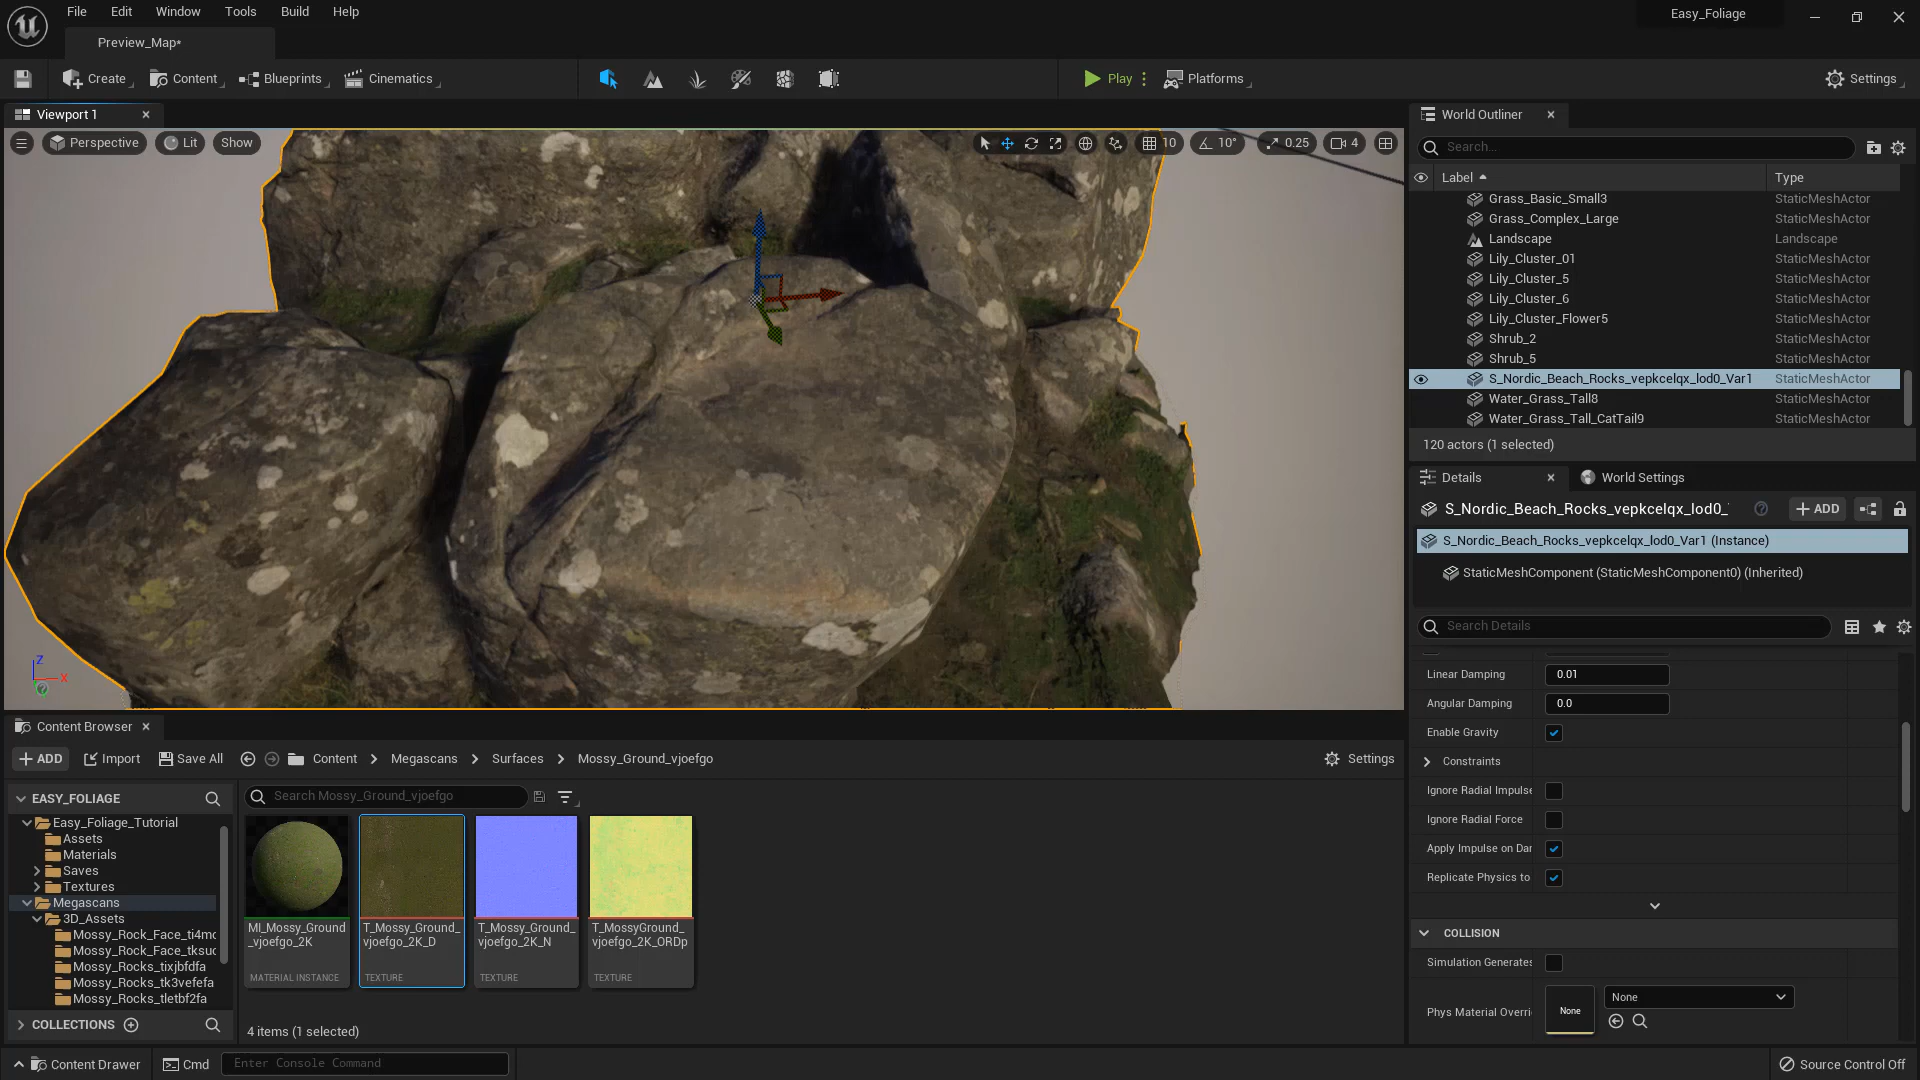 File Edit Window Tools Build Help
Easy_Foliage
Preview_Map*
Create Content Blueprints Cinematics Play Platforms Settings
Viewport 1
World Outliner
Perspective Lit Show 10 10° 0.25 4
Search...
Label Type
Grass_Basic_Small3 StaticMeshActor
Grass_Complex_Large StaticMeshActor
Landscape Landscape
Lily_Cluster_01 StaticMeshActor
Lily_Cluster_5 StaticMeshActor
Lily_Cluster_6 StaticMeshActor
Lily_Cluster_Flower5 StaticMeshActor
Shrub_2 StaticMeshActor
Shrub_5 StaticMeshActor
S_Nordic_Beach_Rocks_vepkcelqx_lod0_Var1 StaticMeshActor
Water_Grass_Tall8 StaticMeshActor
Water_Grass_Tall_CatTail9 StaticMeshActor
120 actors (1 selected)
Details World Settings
S_Nordic_Beach_Rocks_vepkcelqx_lod0_ ADD
S_Nordic_Beach_Rocks_vepkcelqx_lod0_Var1 (Instance)
StaticMeshComponent (StaticMeshComponent0) (Inherited)
Search Details
Linear Damping 0.01
Angular Damping 0.0
Enable Gravity
Constraints
Ignore Radial Impulse
Ignore Radial Force
Apply Impulse on Dam
Replicate Physics to
COLLISION
Simulation Generates
Phys Material Overri None None
Z
X
Content Browser
ADD Import Save All Content Megascans Surfaces Mossy_Ground_vjoefgo Settings
EASY_FOLIAGE
Search Mossy_Ground_vjoefgo
Easy_Foliage_Tutorial
Assets
Materials
Saves
Textures
Megascans
3D_Assets
Mossy_Rock_Face_ti4mc
Mossy_Rock_Face_tksuc
Mossy_Rocks_tixjbfdfa
Mossy_Rocks_tk3vefefa
Mossy_Rocks_tletbf2fa
COLLECTIONS
MI_Mossy_Ground
_vjoefgo_2K
MATERIAL INSTANCE
T_Mossy_Ground_
vjoefgo_2K_D
TEXTURE
T_Mossy_Ground_
vjoefgo_2K_N
TEXTURE
T_MossyGround_
vjoefgo_2K_ORDp
TEXTURE
4 items (1 selected)
Content Drawer Cmd Enter Console Command Source Control Off